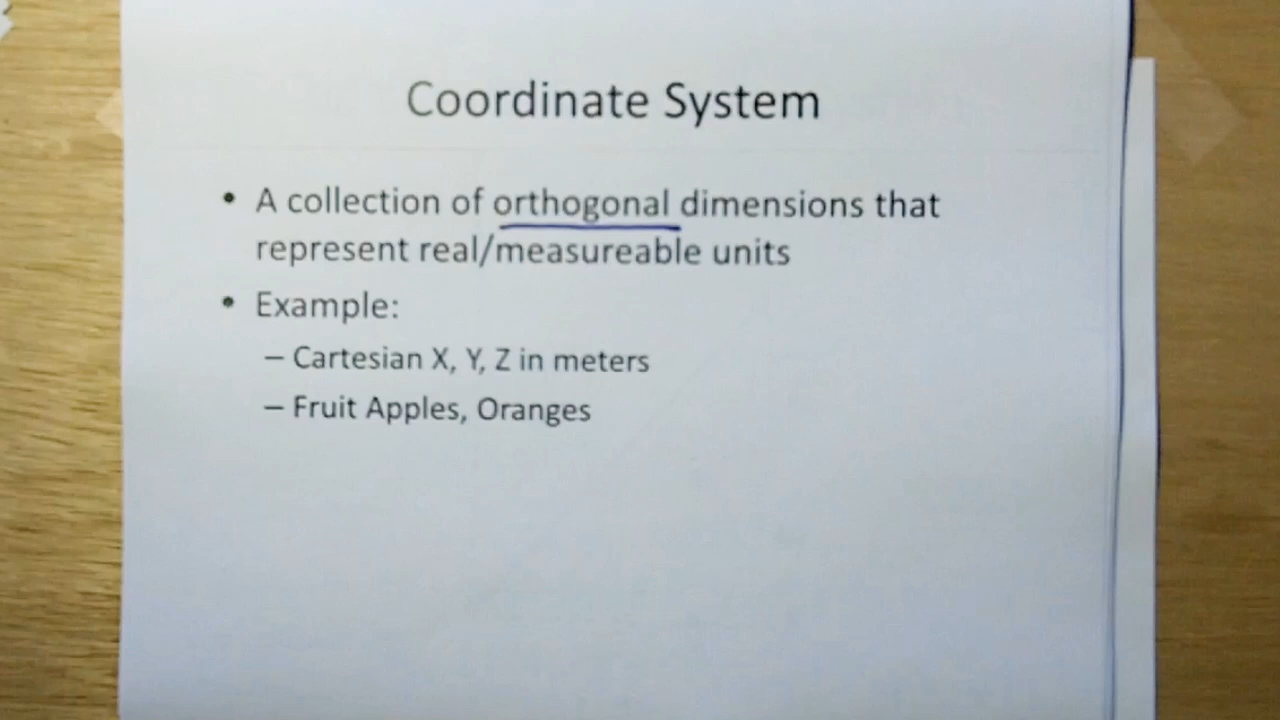 Coordinate System
• A collection of orthogonal dimensions that
represent real/measureable units
• Example:
– Cartesian X, Y, Z in meters
– Fruit Apples, Oranges